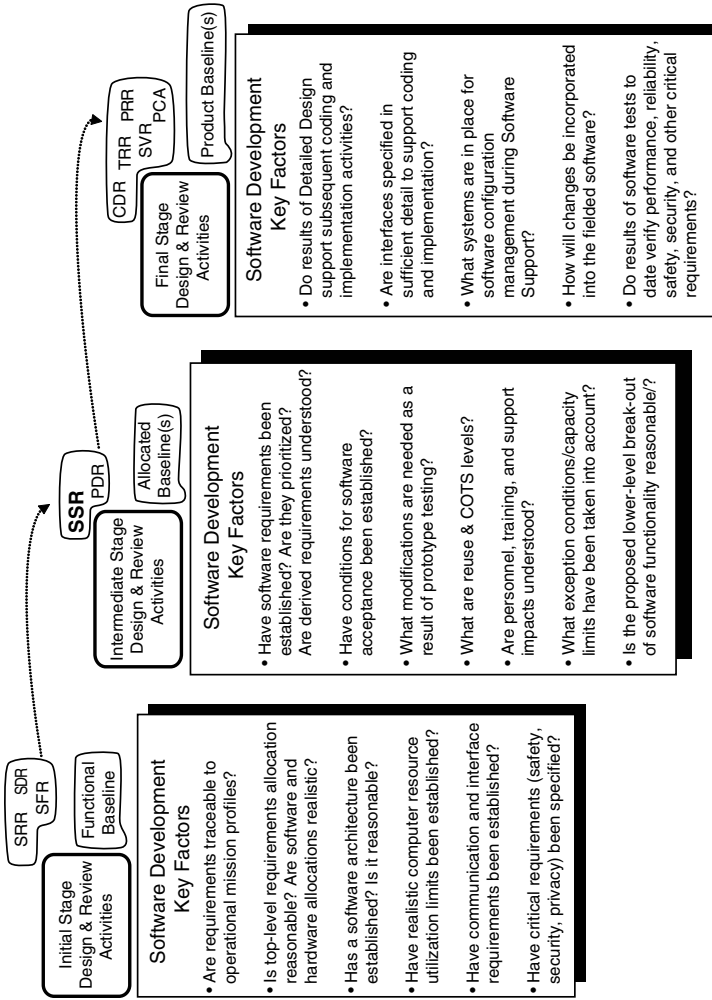 Initial Stage
Design & Review
Activities
SRR SDR
SFR
Functional
Baseline
Software Development
Key Factors
• Are requirements traceable to
operational mission profiles?
• Is top-level requirements allocation
reasonable? Are software and
hardware allocations realistic?
• Has a software architecture been
established? Is it reasonable?
• Have realistic computer resource
utilization limits been established?
• Have communication and interface
requirements been established?
• Have critical requirements (safety,
security, privacy) been specified?
Intermediate Stage
Design & Review
Activities
SSR
PDR
Allocated
Baseline(s)
Software Development
Key Factors
• Have software requirements been
established? Are they prioritized?
Are derived requirements understood?
• Have conditions for software
acceptance been established?
• What modifications are needed as a
result of prototype testing?
• What are reuse & COTS levels?
• Are personnel, training, and support
impacts understood?
• What exception conditions/capacity
limits have been taken into account?
• Is the proposed lower-level break-out
of software functionality reasonable/?
Final Stage
Design & Review
Activities
CDR TRR PRR
SVR
PCA
Product Baseline(s)
Software Development
Key Factors
• Do results of Detailed Design
support subsequent coding and
implementation activities?
• Are interfaces specified in
sufficient detail to support coding
and implementation?
• What systems are in place for
software configuration
management during Software
Support?
• How will changes be incorporated
into the fielded software?
• Do results of software tests to
date verify performance, reliability,
safety, security, and other critical
requirements?